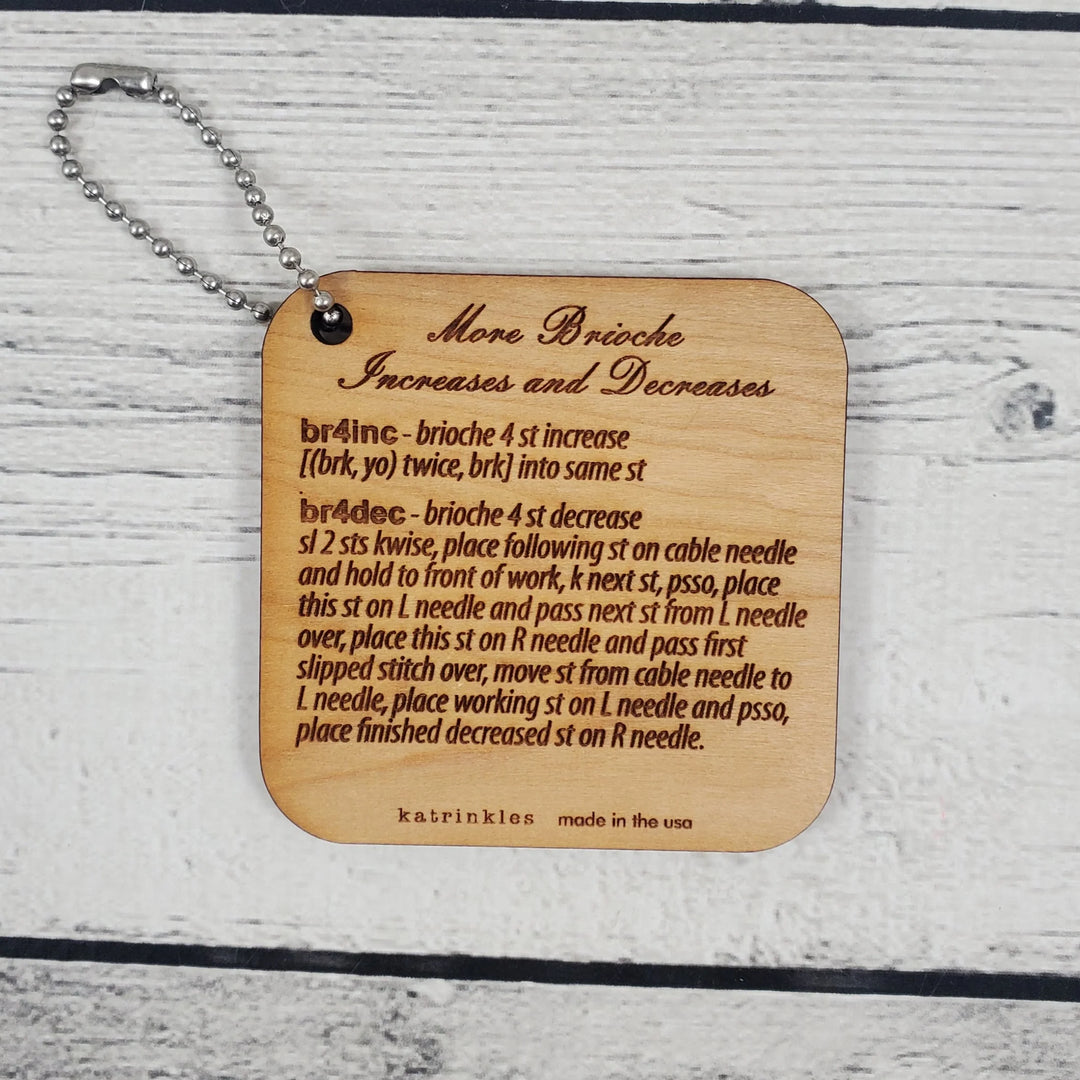 More Brioche
Increases and Decreases
br4inc - brioche 4 st increase
[(brk, yo) twice, brk] into same st
br4dec - brioche 4 st decrease
sl 2 sts kwise, place following st on cable needle
and hold to front of work, k next st, psso, place
this st on L needle and pass next st from L needle
over, place this st on R needle and pass first
slipped stitch over, move st from cable needle to
L needle, place working st on L needle and psso,
place finished decreased st on R needle.
katrinkles made in the usa